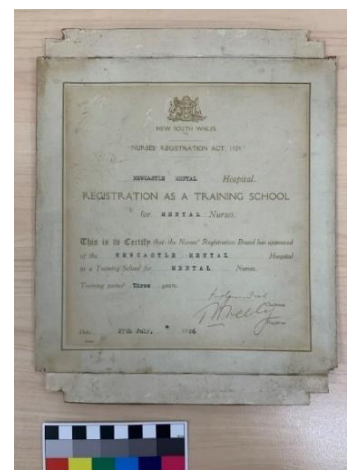 NEW SOUTH WALES
NURSES' REGISTRATION ACT, 1924
NEWCASTLE MENTAL Hospital.
REGISTRATION AS A TRAINING SCHOOL
for MENTAL Nurses.
This is to Certify that the Nurses' Registration Board has approved
of the NEWCASTLE MENTAL Hospital
as a Training School for MENTAL Nurses.
Training period Three years.
Date 27th July,